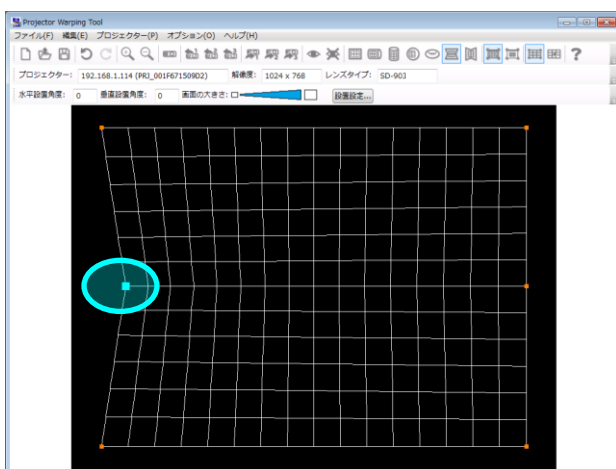 Projector Warping Tool
ファイル(F) 編集(E) プロジェクター(P) オプション(O) ヘルプ(H)
プロジェクター: 192.168.1.114 (PRJ_001F671509D2) 解像度: 1024 x 768 レンズタイプ: SD-903
水平設置角度: 0 垂直設置角度: 0 画面の大きさ: 設置設定...